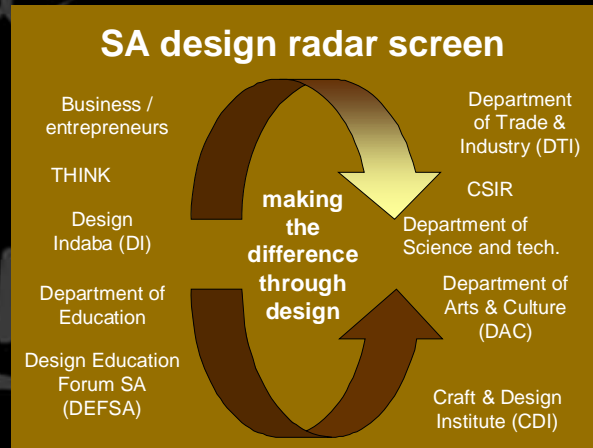 SA design radar screen
Business /
entrepreneurs
THINK
Design
Indaba (DI)
Department of
Education
Design Education
Forum SA
(DEFSA)
making
the
difference
through
design
Department
of Trade &
Industry (DTI)
CSIR
Department of
Science and tech.
Department of
Arts & Culture
(DAC)
Craft & Design
Institute (CDI)